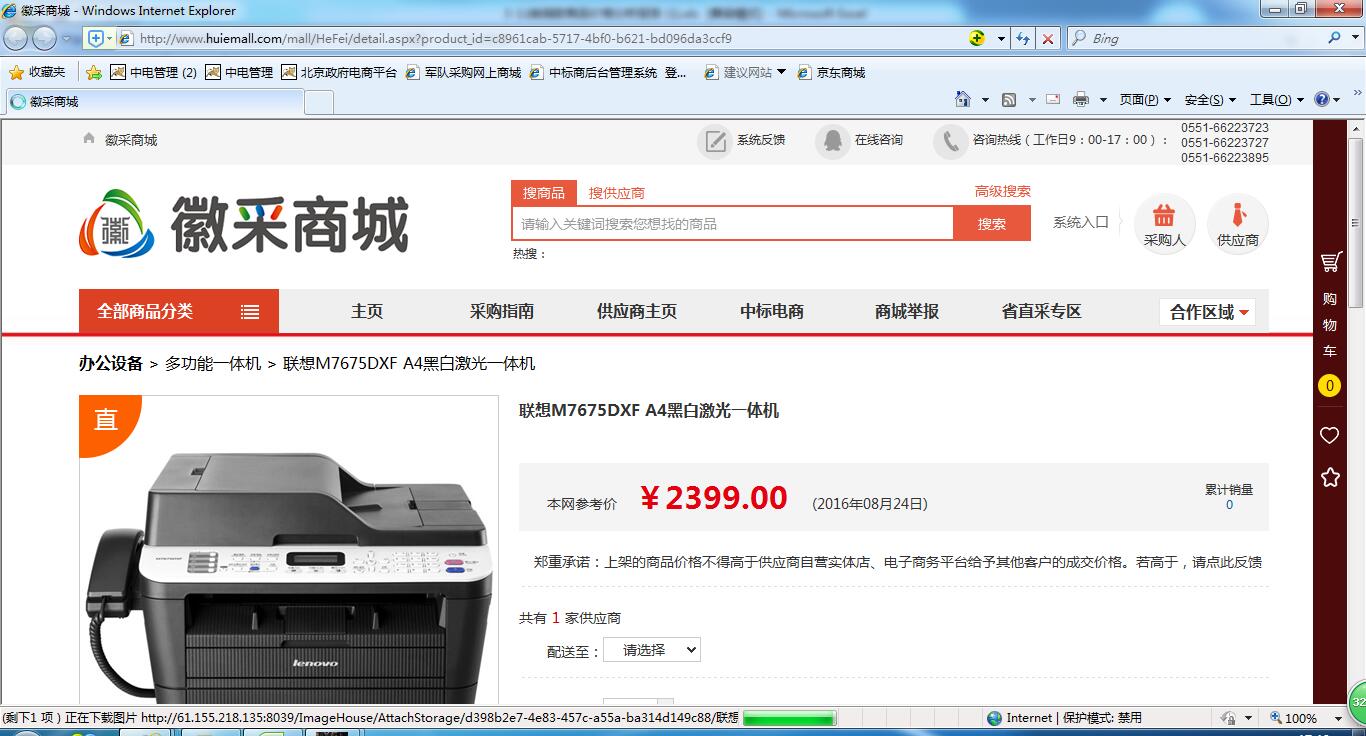 徽采商城 - Windows Internet Explorer
http://www.huiemall.com/mall/HeFei/detail.aspx?product_id=c8961cab-5717-4bf0-b621-bd096da3ccf9
Bing
收藏夹 中电管理 (2) 中电管理 北京政府电商平台 军队采购网上商城 中标商后台管理系统 登... 建议网站 京东商城
徽采商城
页面(P) 安全(S) 工具(O)
徽采商城
系统反馈 在线咨询 咨询热线（工作日9：00-17：00）：
0551-66223723
0551-66223727
0551-66223895
徽采商城
搜商品 搜供应商 高级搜索
请输入关键词搜索您想找的商品 搜索
热搜：
系统入口 采购人 供应商
全部商品分类 主页 采购指南 供应商主页 中标电商 商城举报 省直采专区 合作区域
办公设备 > 多功能一体机 > 联想M7675DXF A4黑白激光一体机
直
lenovo
联想M7675DXF A4黑白激光一体机
本网参考价 ￥2399.00 (2016年08月24日)
累计销量
0
郑重承诺：上架的商品价格不得高于供应商自营实体店、电子商务平台给予其他客户的成交价格。若高于，请点此反馈
共有 1 家供应商
配送至： 请选择
购
物
车
0
32
(剩下1 项 ) 正在下载图片 http://61.155.218.135:8039/ImageHouse/AttachStorage/d398b2e7-4e83-457c-a55a-ba314d149c88/联想
Internet | 保护模式: 禁用
100%